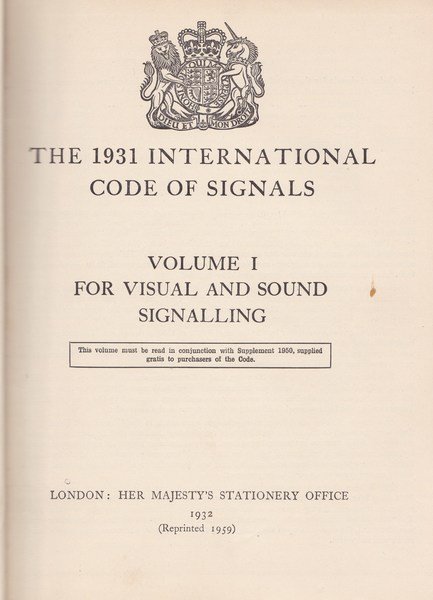 DIEU ET MON DROIT
THE 1931 INTERNATIONAL
CODE OF SIGNALS
VOLUME I
FOR VISUAL AND SOUND
SIGNALLING
This volume must be read in conjunction with Supplement 1950, supplied
gratis to purchasers of the Code.
LONDON: HER MAJESTY'S STATIONERY OFFICE
1932
(Reprinted 1959)